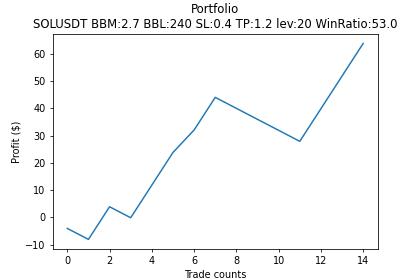 Portfolio
SOLUSDT BBM:2.7 BBL:240 SL:0.4 TP:1.2 lev:20 WinRatio:53.0
60
50
40
30
20
10
0
−10
Profit ($)
0 2 4 6 8 10 12 14
Trade counts